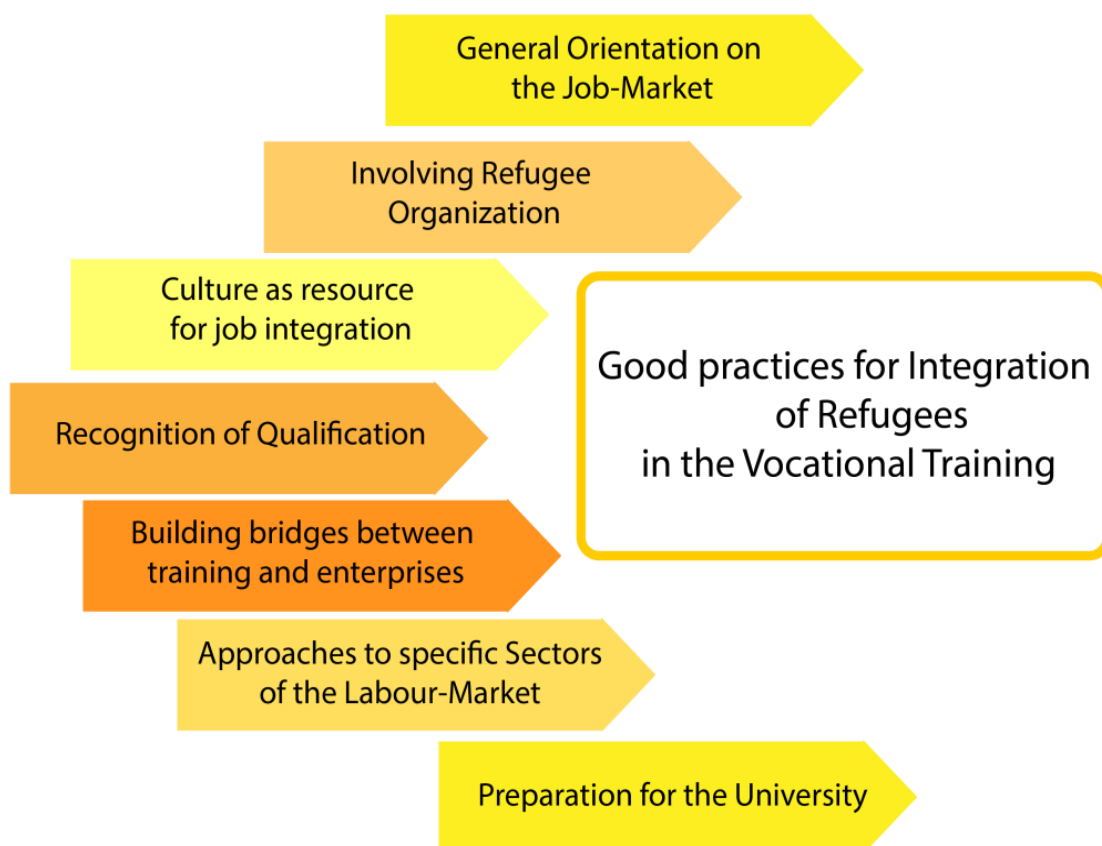 General Orientation on
the Job-Market
Involving Refugee
Organization
Culture as resource
for job integration
Recognition of Qualification
Building bridges between
training and enterprises
Approaches to specific Sectors
of the Labour-Market
Preparation for the University
Good practices for Integration
of Refugees
in the Vocational Training